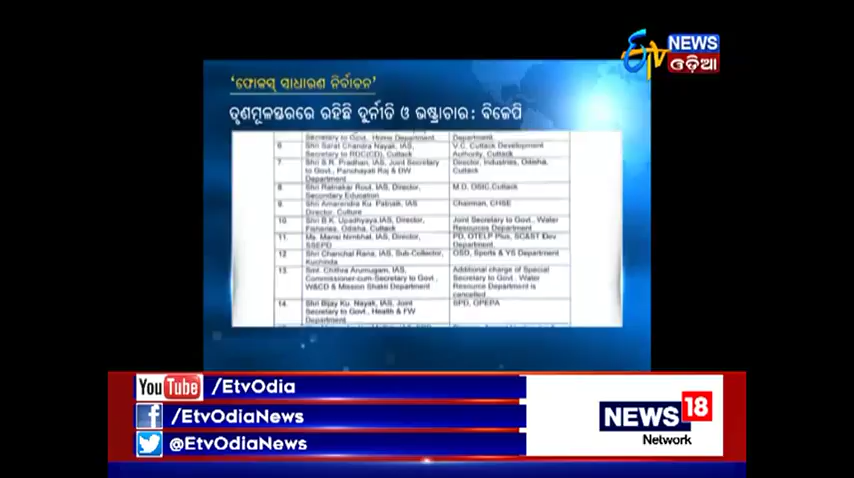 ETV NEWS
ଓଡ଼ିଆ
'ଫୋକସ୍ ସାଧାରଣ ନିର୍ବାଚନ'
ତୃଣମୂଳସ୍ତରରେ ରହିଛି ଦୁର୍ନୀତି ଓ ଭ୍ରଷ୍ଟାଚାର: ବିଜେପି
Secretary to Govt., Home Department Department
6 Shri Sarat Chandra Nayak, IAS, V.C. Cuttack Development
Secretary to RDC(CD), Cuttack Authority, Cuttack
7 Shri S.R. Pradhan, IAS, Joint Secretary Director, Industries, Odisha,
to Govt., Panchayati Raj & DW Cuttack
Department
8 Shri Ratnakar Rout, IAS, Director, M.D. OSIC, Cuttack
Secondary Education
9. Shri Amarendra Ku. Patnaik, IAS Chairman, CHSE
Director, Culture
10. Shri B.K. Upadhyaya, IAS, Director, Joint Secretary to Govt., Water
Fisheries, Odisha, Cuttack Resources Department
11. Ms. Mansi Nimbhal, IAS, Director, PD, OTELP Plus, SC&ST Dev
SSEPD Department.
12 Shri Chanchal Rana, IAS, Sub-Collector, OSD, Sports & YS Department
Kuchinda
13. Smt. Chithra Arumugam, IAS, Additional charge of Special
Commissioner-cum-Secretary to Govt., Secretary to Govt., Water
W&CD & Mission Shakti Department Resource Department is
cancelled
14. Shri Bijay Ku. Nayak, IAS, Joint SPD, OPEPA
Secretary to Govt., Health & FW
Department
YouTube /EtvOdia
/EtvOdiaNews
@EtvOdiaNews
NEWS 18
Network